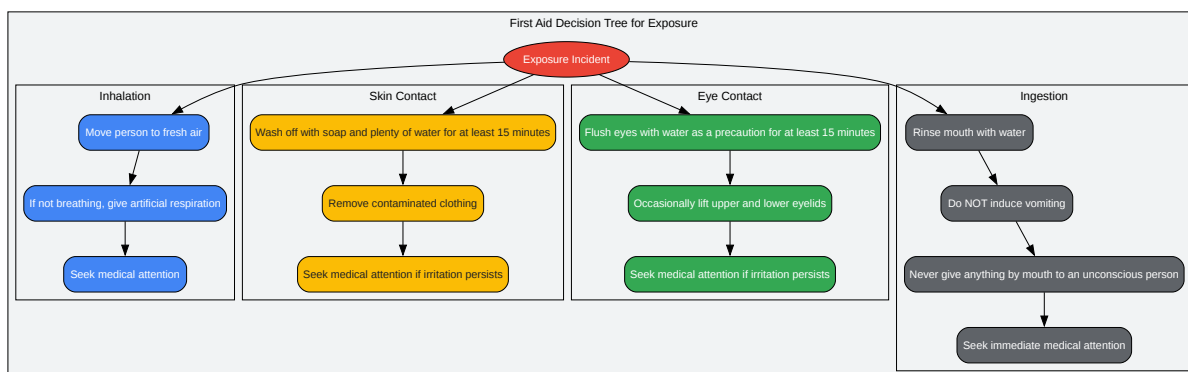 First Aid Decision Tree for Exposure
Exposure Incident
Inhalation
Move person to fresh air
If not breathing, give artificial respiration
Seek medical attention
Skin Contact
Wash off with soap and plenty of water for at least 15 minutes
Remove contaminated clothing
Seek medical attention if irritation persists
Eye Contact
Flush eyes with water as a precaution for at least 15 minutes
Occasionally lift upper and lower eyelids
Seek medical attention if irritation persists
Ingestion
Rinse mouth with water
Do NOT induce vomiting
Never give anything by mouth to an unconscious person
Seek immediate medical attention